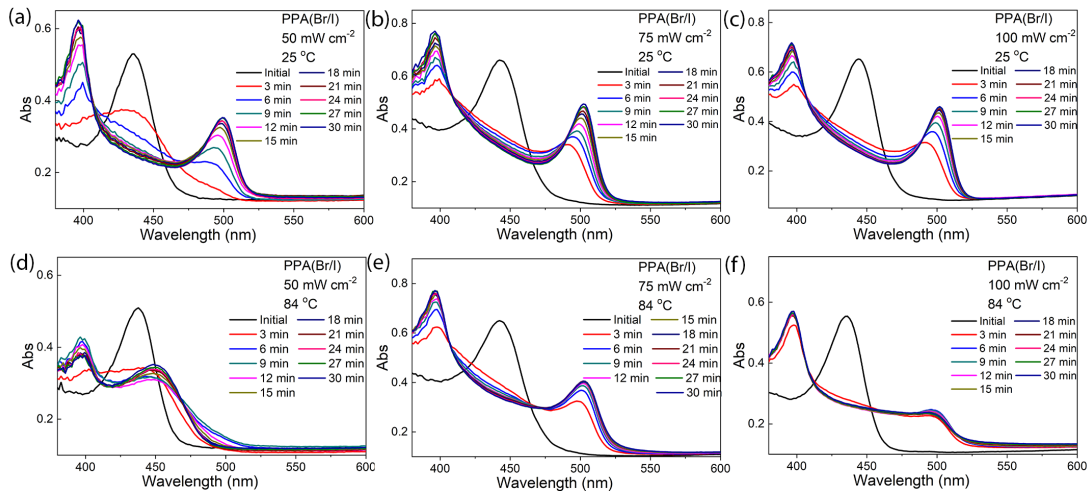 (a)
PPA(Br/I)
50 mW cm⁻²
25 °C
Initial 18 min
3 min 21 min
6 min 24 min
9 min 27 min
12 min 30 min
15 min
0.6
0.4
0.2
Abs
400 450 500 550 600
Wavelength (nm)
(b)
PPA(Br/I)
75 mW cm⁻²
25 °C
Initial 18 min
3 min 21 min
6 min 24 min
9 min 27 min
12 min 30 min
15 min
0.8
0.6
0.4
0.2
Abs
400 450 500 550 600
Wavelength (nm)
(c)
PPA(Br/I)
100 mW cm⁻²
25 °C
Initial 18 min
3 min 21 min
6 min 24 min
9 min 27 min
12 min 30 min
15 min
0.8
0.6
0.4
0.2
Abs
400 450 500 550 600
Wavelength (nm)
(d)
PPA(Br/I)
50 mW cm⁻²
84 °C
Initial 18 min
3 min 21 min
6 min 24 min
9 min 27 min
12 min 30 min
15 min
0.6
0.4
0.2
Abs
400 450 500 550 600
Wavelength (nm)
(e)
PPA(Br/I)
75 mW cm⁻²
84 °C
Initial 15 min
3 min 18 min
6 min 21 min
9 min 24 min
12 min 27 min
30 min
0.8
0.6
0.4
0.2
Abs
400 450 500 550 600
Wavelength (nm)
(f)
PPA(Br/I)
100 mW cm⁻²
84 °C
Initial 18 min
3 min 21 min
6 min 24 min
9 min 27 min
12 min 30 min
15 min
0.6
0.4
0.2
Abs
400 450 500 550 600
Wavelength (nm)